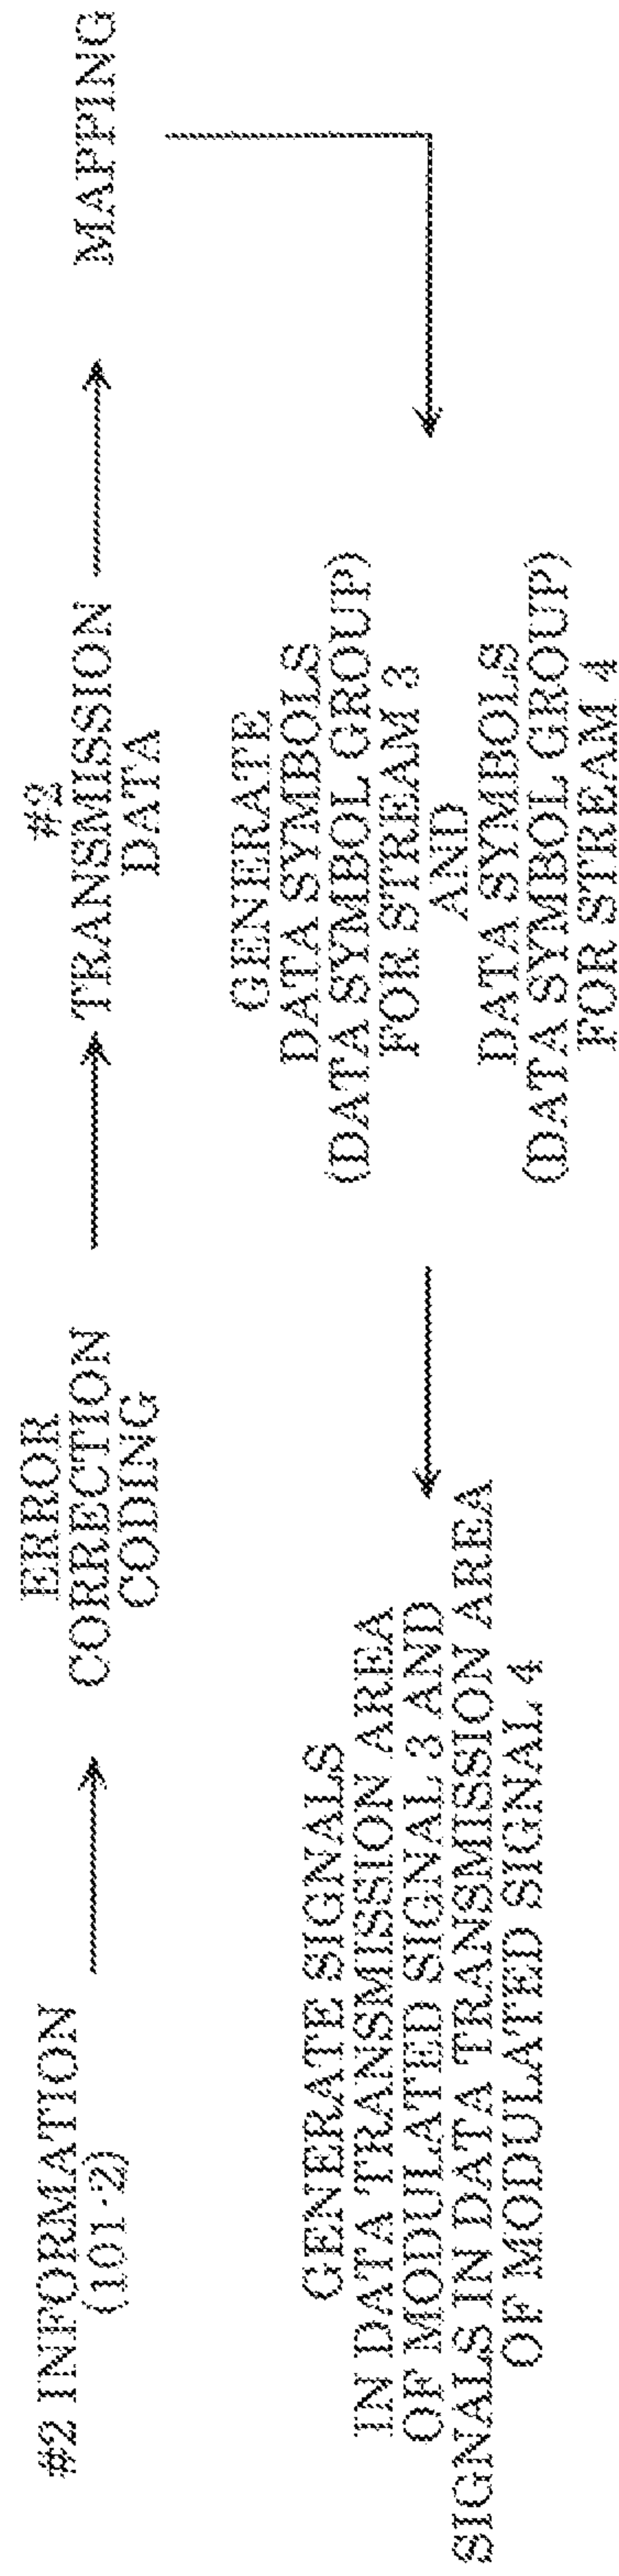 #2 INFORMATION
(101-2)
ERROR
CORRECTION
CODING
#2
TRANSMISSION
DATA
MAPPING
GENERATE
DATA SYMBOLS
(DATA SYMBOL GROUP)
FOR STREAM 3
AND
DATA SYMBOLS
(DATA SYMBOL GROUP)
FOR STREAM 4
GENERATE SIGNALS
IN DATA TRANSMISSION AREA
OF MODULATED SIGNAL 3 AND
SIGNALS IN DATA TRANSMISSION AREA
OF MODULATED SIGNAL 4